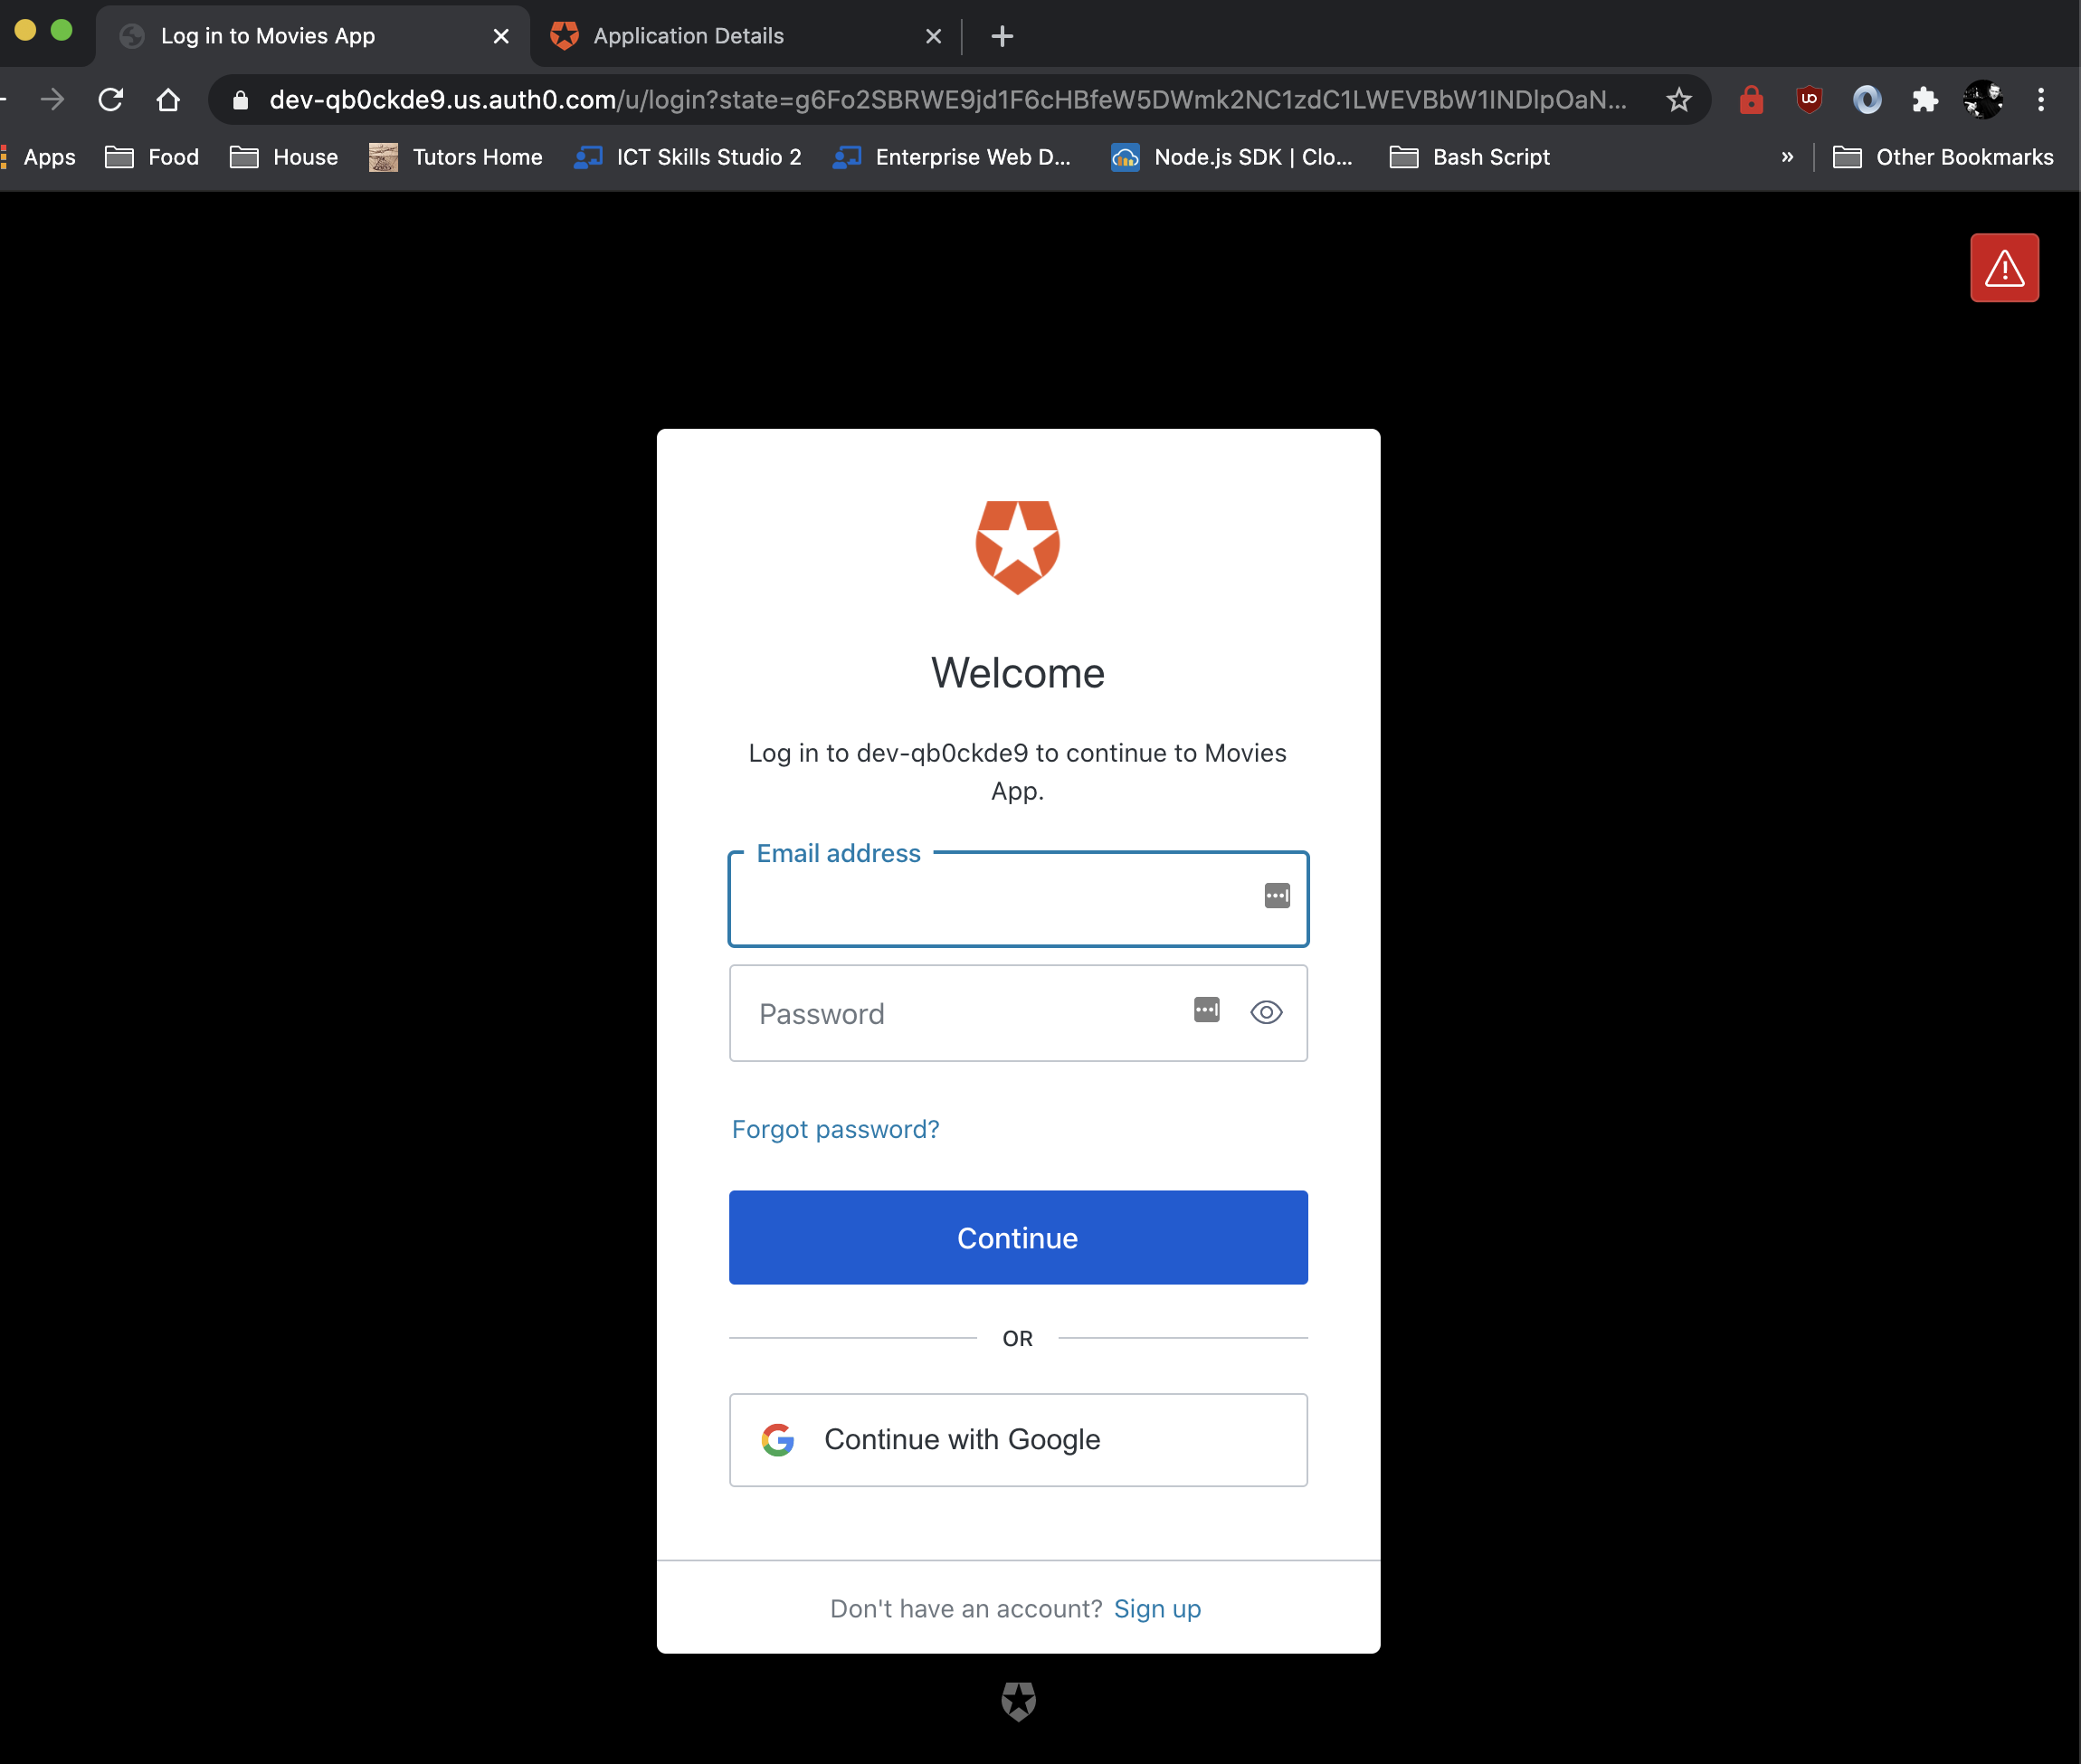 Log in to Movies App
Application Details
dev-qb0ckde9.us.auth0.com/u/login?state=g6Fo2SBRWE9jd1F6cHBfeW5DWmk2NC1zdC1LWEVBbW1INDlpOaN...
Apps
Food
House
Tutors Home
ICT Skills Studio 2
Enterprise Web D...
Node.js SDK | Clo...
Bash Script
»
Other Bookmarks
Welcome
Log in to dev-qb0ckde9 to continue to Movies
App.
Email address
Password
Forgot password?
Continue
OR
Continue with Google
Don't have an account? Sign up